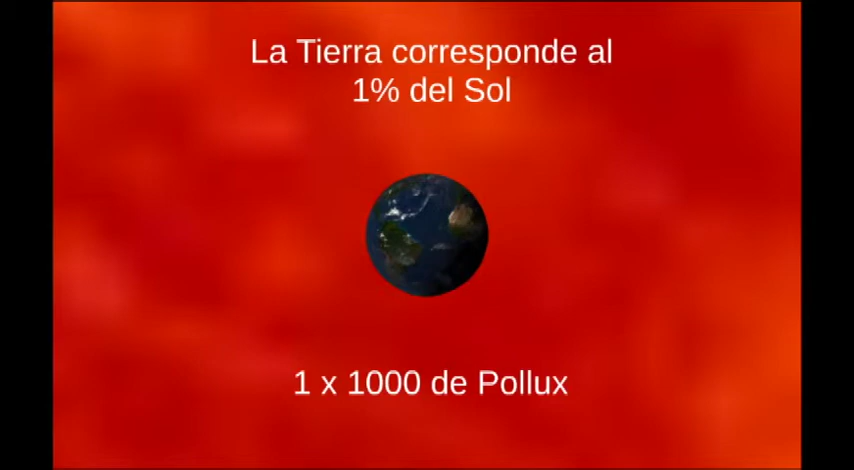 La Tierra corresponde al
1% del Sol
1 x 1000 de Pollux